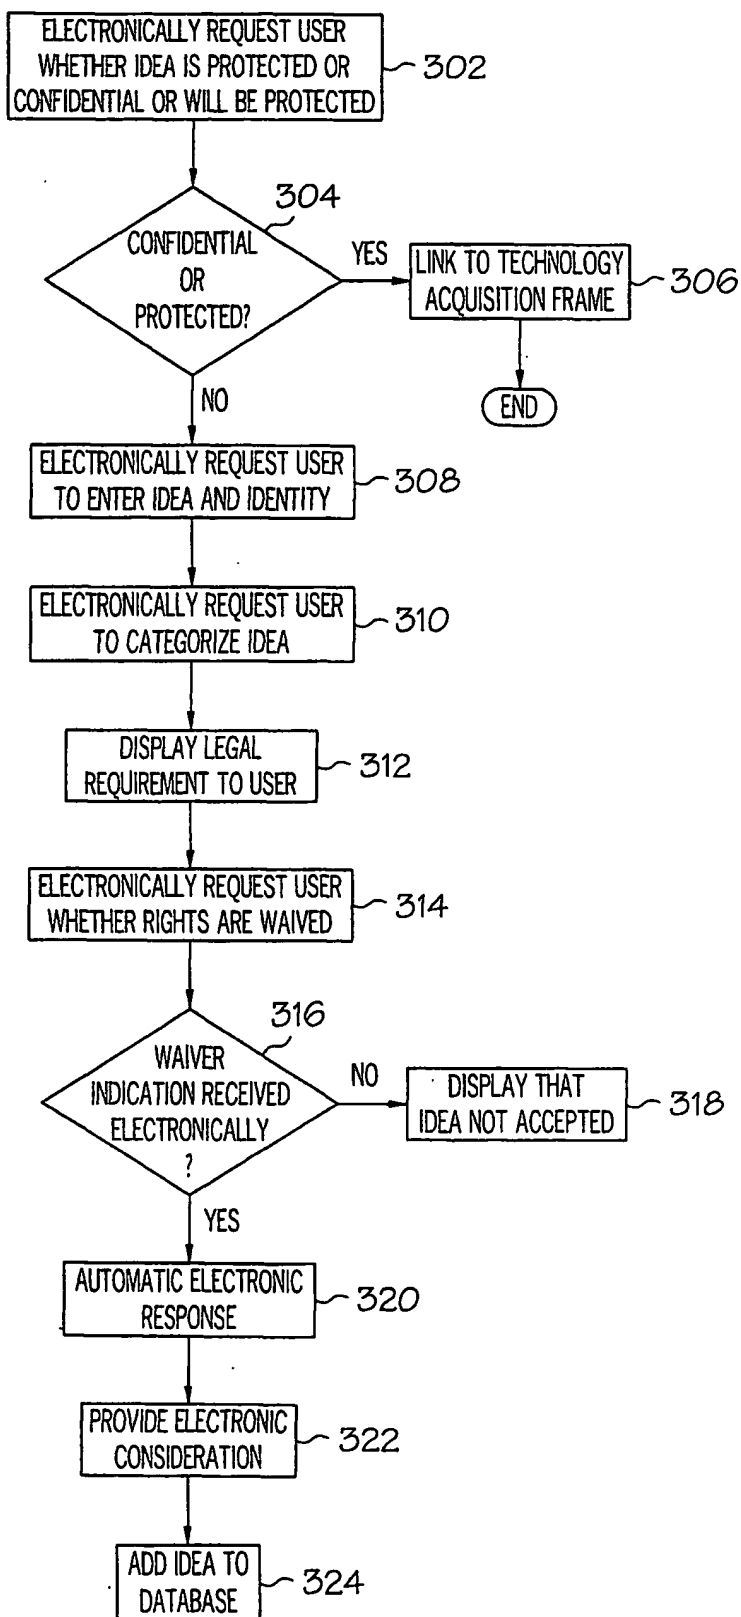 ELECTRONICALLY REQUEST USER
WHETHER IDEA IS PROTECTED OR
CONFIDENTIAL OR WILL BE PROTECTED
302
304
CONFIDENTIAL
OR
PROTECTED?
YES
LINK TO TECHNOLOGY
ACQUISITION FRAME
306
END
NO
ELECTRONICALLY REQUEST USER
TO ENTER IDEA AND IDENTITY
308
ELECTRONICALLY REQUEST USER
TO CATEGORIZE IDEA
310
DISPLAY LEGAL
REQUIREMENT TO USER
312
ELECTRONICALLY REQUEST USER
WHETHER RIGHTS ARE WAIVED
314
316
WAIVER
INDICATION RECEIVED
ELECTRONICALLY
?
NO
DISPLAY THAT
IDEA NOT ACCEPTED
318
YES
AUTOMATIC ELECTRONIC
RESPONSE
320
PROVIDE ELECTRONIC
CONSIDERATION
322
ADD IDEA TO
DATABASE
324